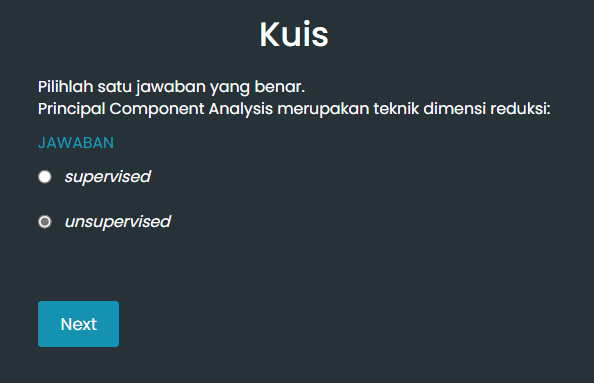 Kuis
Pilihlah satu jawaban yang benar.
Principal Component Analysis merupakan teknik dimensi reduksi:
JAWABAN
supervised
unsupervised
Next